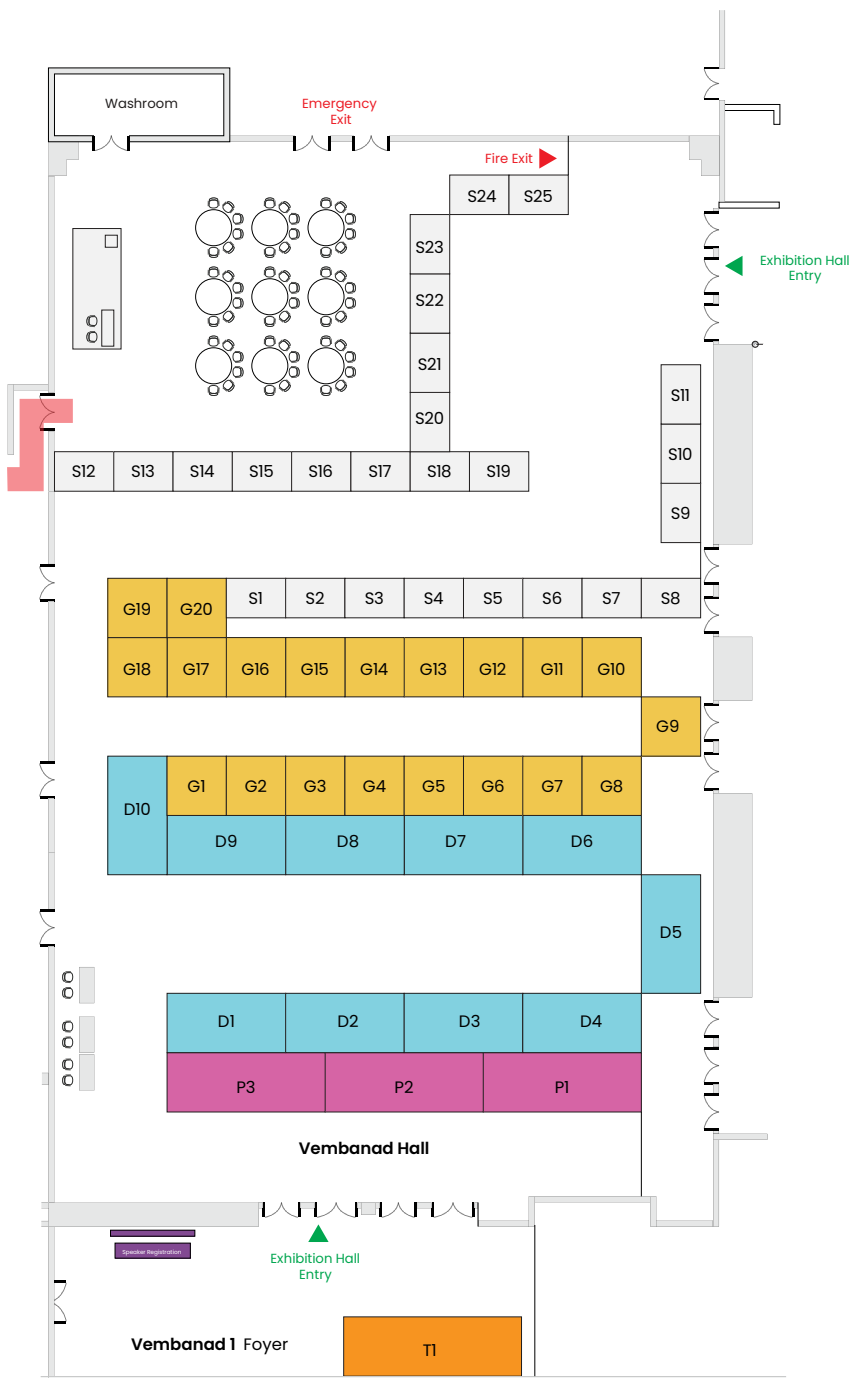 Washroom
Emergency
Exit
Fire Exit
S24
S25
S23
Exhibition Hall
Entry
S22
S21
S11
S20
S10
S12
S13
S14
S15
S16
S17
S18
S19
S9
G19
G20
S1
S2
S3
S4
S5
S6
S7
S8
G18
G17
G16
G15
G14
G13
G12
G11
G10
G9
D10
G1
G2
G3
G4
G5
G6
G7
G8
D9
D8
D7
D6
D5
D1
D2
D3
D4
P3
P2
P1
Vembanad Hall
Speaker Registration
Exhibition Hall
Entry
Vembanad 1 Foyer
T1